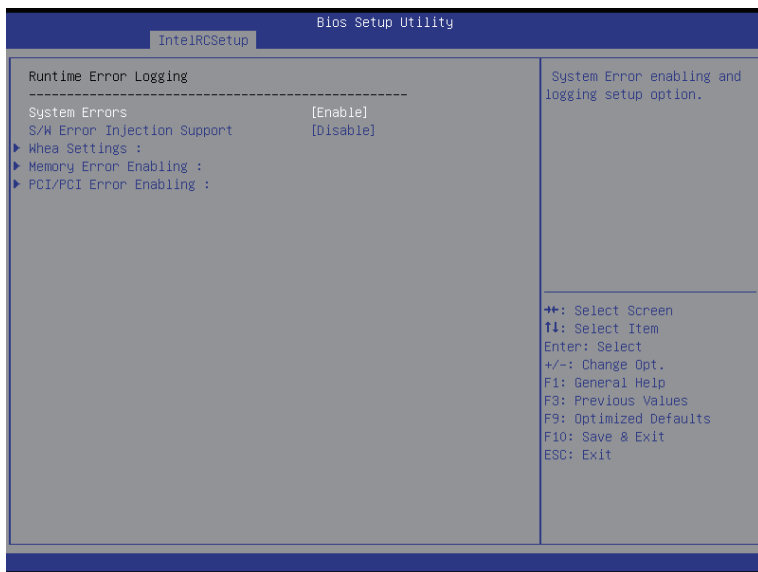 Bios Setup Utility
IntelRCSetup
Runtime Error Logging
--------------------------------------------------
System Errors [Enable]
S/W Error Injection Support [Disable]
Whea Settings :
Memory Error Enabling :
PCI/PCI Error Enabling :
System Error enabling and
logging setup option.
→←: Select Screen
↑↓: Select Item
Enter: Select
+/-: Change Opt.
F1: General Help
F3: Previous Values
F9: Optimized Defaults
F10: Save & Exit
ESC: Exit